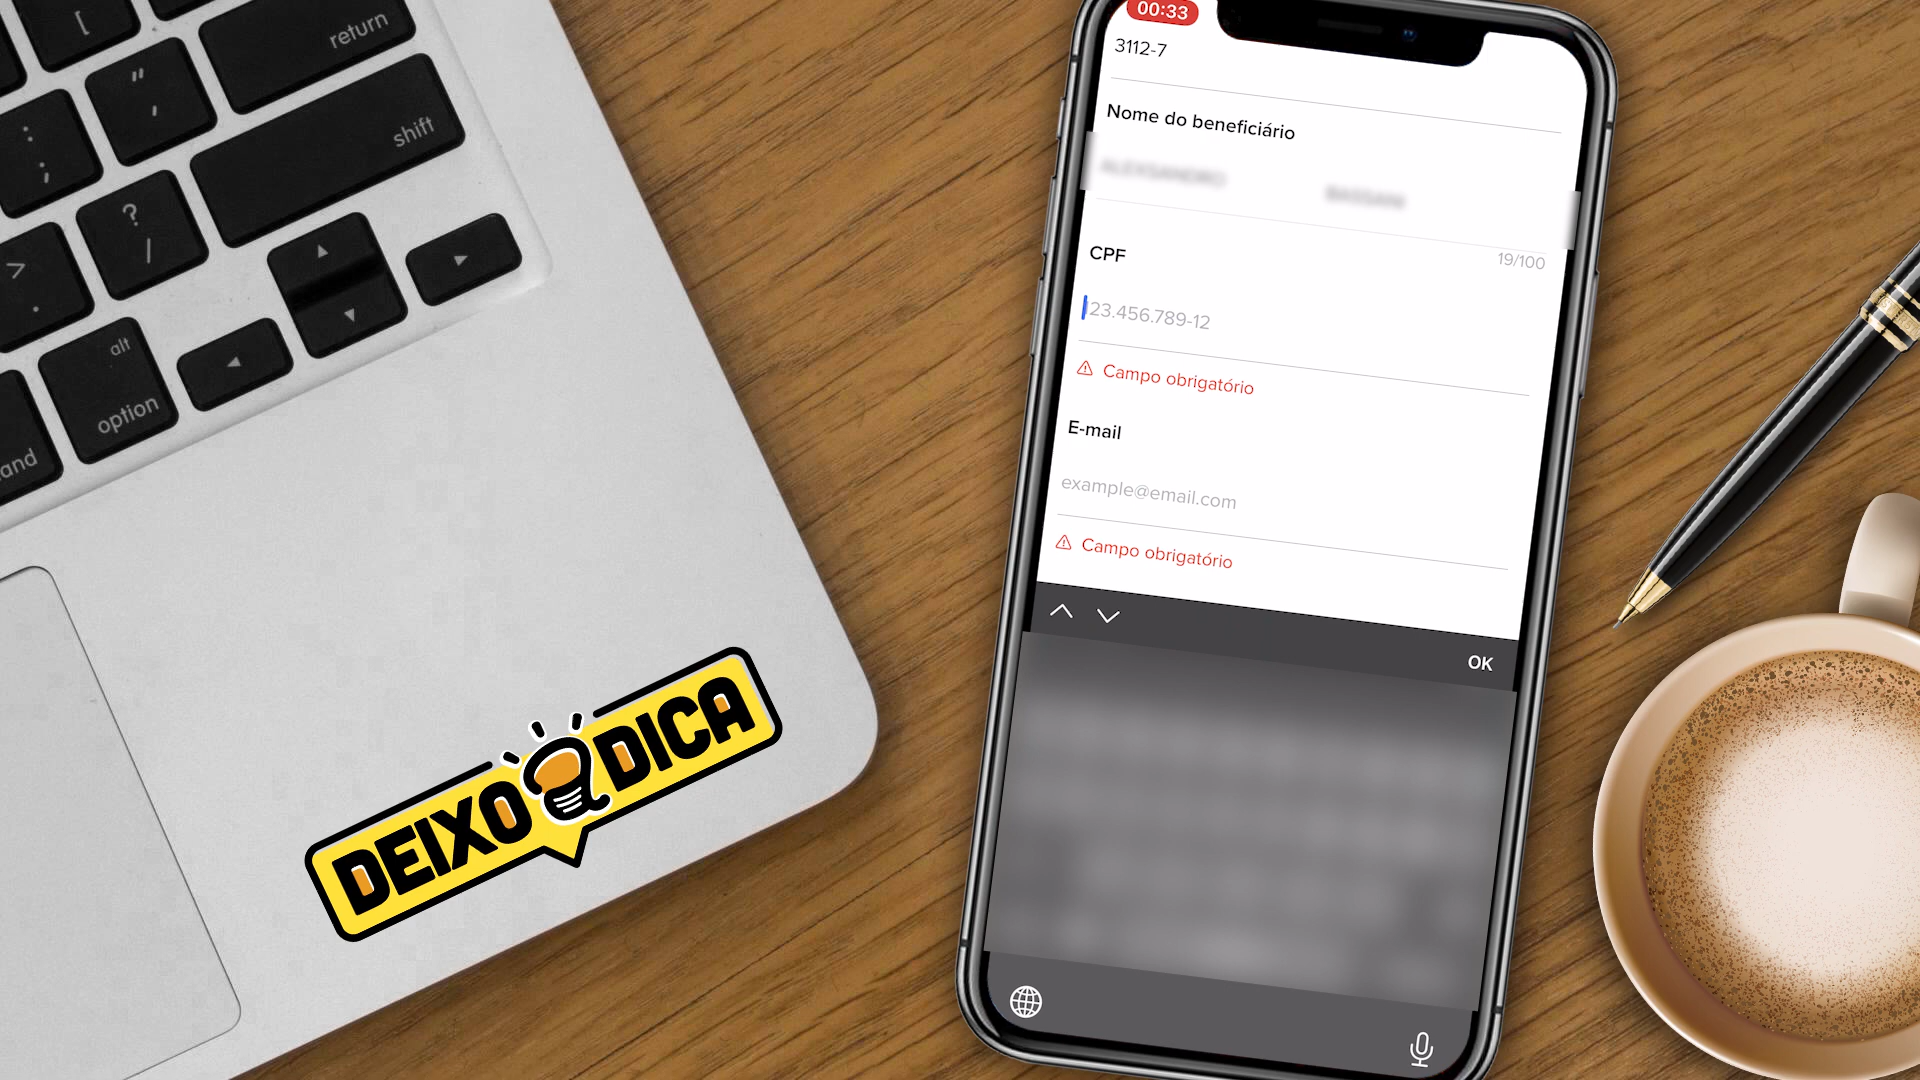 [
return
"
,
shift
:
;
?
/
>
.
alt
option
and
DEIXO DICA
00:33
3112-7
Nome do beneficiário
19/100
CPF
123.456.789-12
Campo obrigatório
E-mail
example@email.com
Campo obrigatório
OK